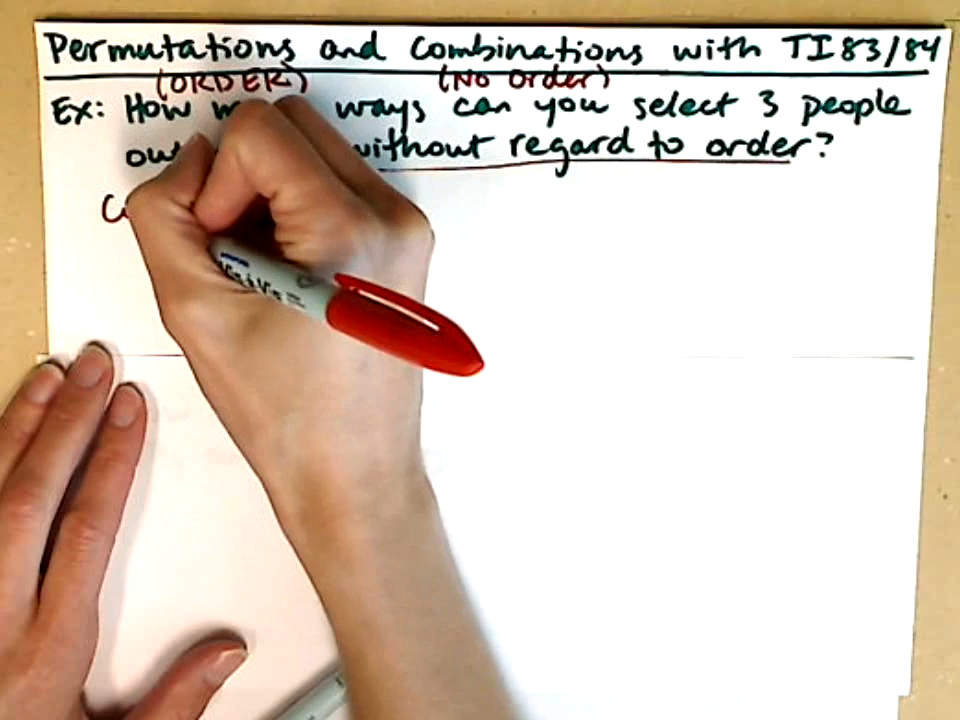 Permutations and Combinations with TI 83/84
(ORDER) (No Order)
Ex: How ways can you select 3 people
without regard to order?